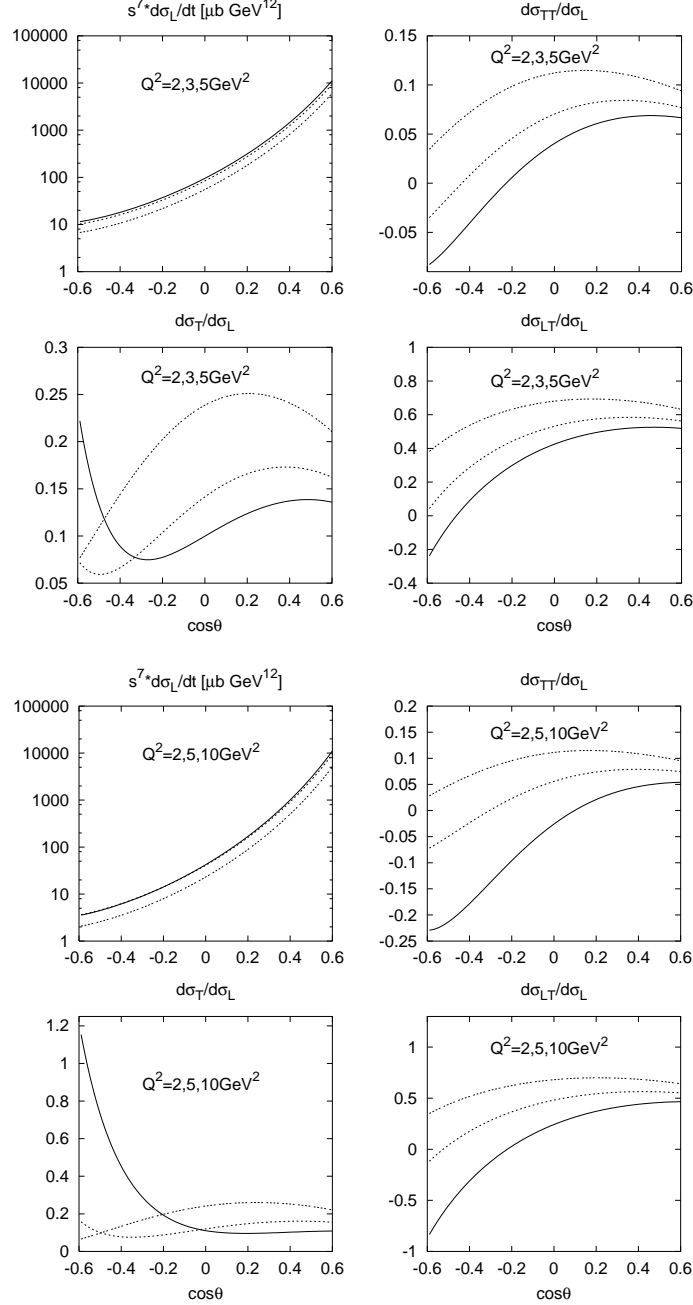 s^7*dσ_L/dt [μb GeV^12]
100000
10000
1000
100
10
1
Q^2=2,3,5GeV^2
-0.6 -0.4 -0.2 0 0.2 0.4 0.6
dσ_TT/dσ_L
0.15
0.1
0.05
0
-0.05
Q^2=2,3,5GeV^2
-0.6 -0.4 -0.2 0 0.2 0.4 0.6
dσ_T/dσ_L
0.3
0.25
0.2
0.15
0.1
0.05
Q^2=2,3,5GeV^2
-0.6 -0.4 -0.2 0 0.2 0.4 0.6
cosθ
dσ_LT/dσ_L
1
0.8
0.6
0.4
0.2
0
-0.2
-0.4
Q^2=2,3,5GeV^2
-0.6 -0.4 -0.2 0 0.2 0.4 0.6
cosθ
s^7*dσ_L/dt [μb GeV^12]
100000
10000
1000
100
10
1
Q^2=2,5,10GeV^2
-0.6 -0.4 -0.2 0 0.2 0.4 0.6
dσ_TT/dσ_L
0.2
0.15
0.1
0.05
0
-0.05
-0.1
-0.15
-0.2
-0.25
Q^2=2,5,10GeV^2
-0.6 -0.4 -0.2 0 0.2 0.4 0.6
dσ_T/dσ_L
1.2
1
0.8
0.6
0.4
0.2
0
Q^2=2,5,10GeV^2
-0.6 -0.4 -0.2 0 0.2 0.4 0.6
cosθ
dσ_LT/dσ_L
1
0.5
0
-0.5
-1
Q^2=2,5,10GeV^2
-0.6 -0.4 -0.2 0 0.2 0.4 0.6
cosθ